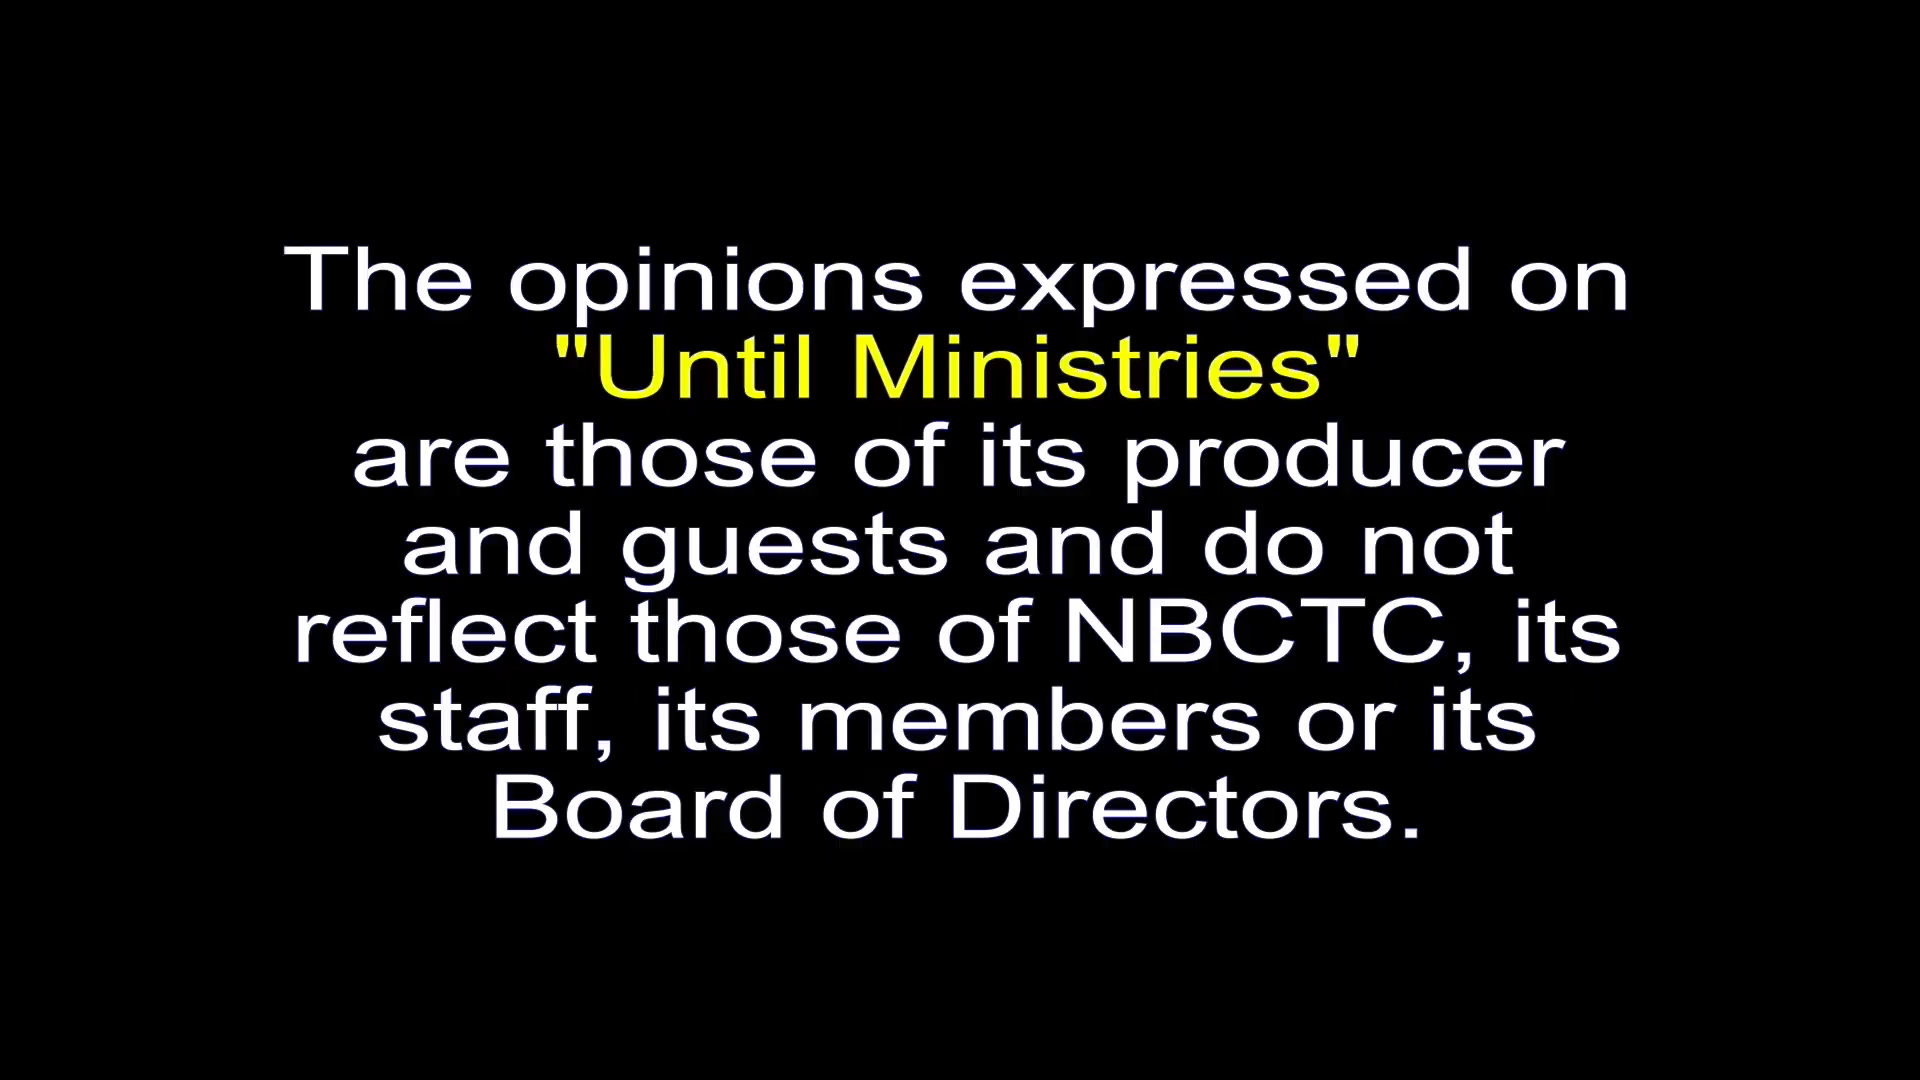 The opinions expressed on
"Until Ministries"
are those of its producer
and guests and do not
reflect those of NBCTC, its
staff, its members or its
Board of Directors.